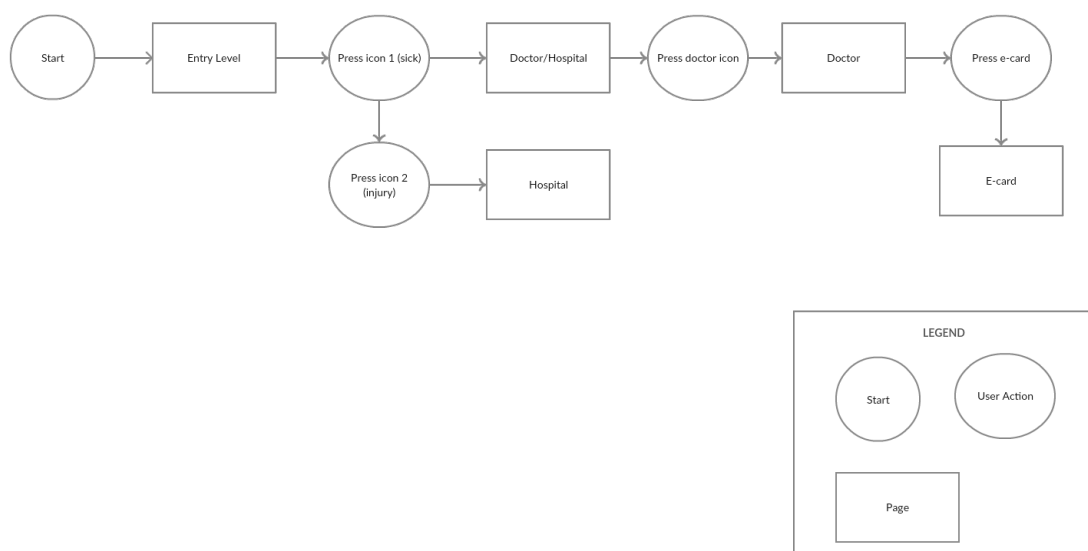 Start
Entry Level
Press icon 1 (sick)
Doctor/Hospital
Press doctor icon
Doctor
Press e-card
Press icon 2
(injury)
Hospital
E-card
LEGEND
Start
User Action
Page